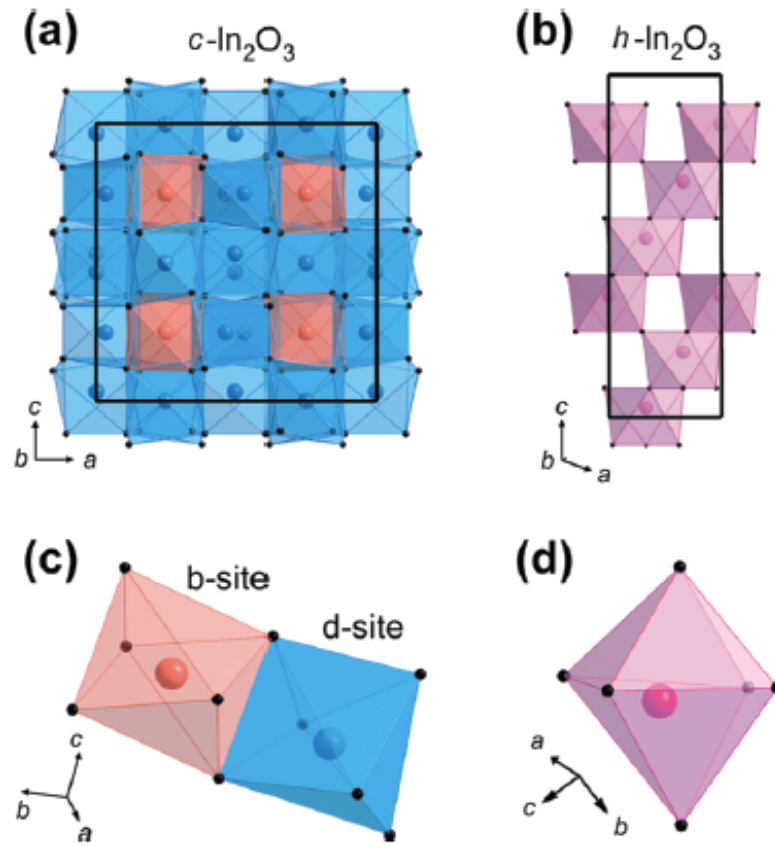 (a) c-In₂O₃
(b) h-In₂O₃
c
b a
c
b
a
(c) b-site
d-site
(d)
c
b
a
a
c
b